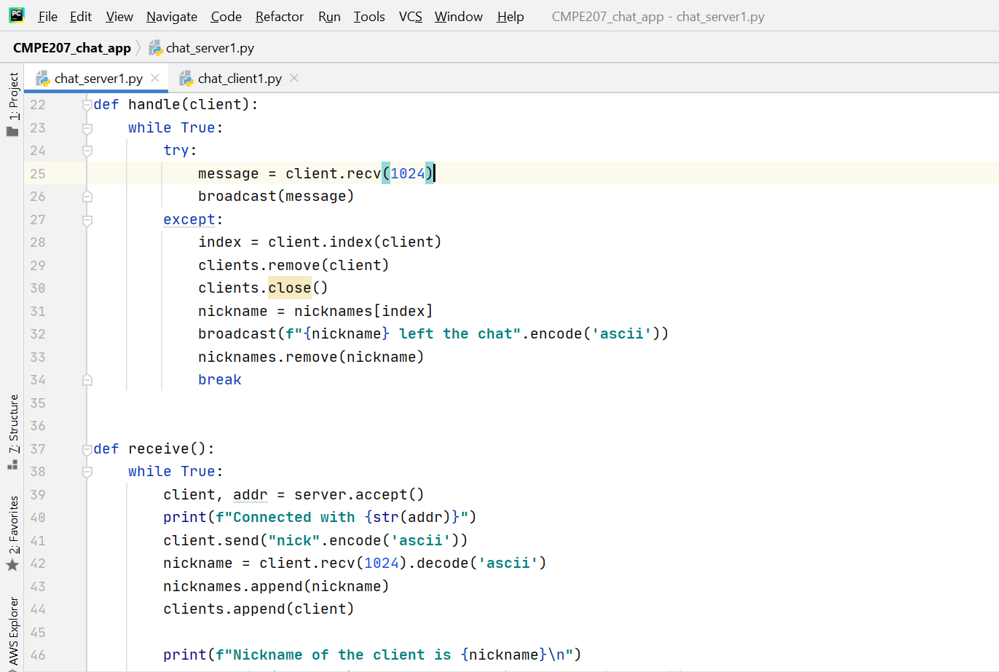 PC File Edit View Navigate Code Refactor Run Tools VCS Window Help CMPE207_chat_app - chat_server1.py
CMPE207_chat_app chat_server1.py
chat_server1.py chat_client1.py
1: Project
7: Structure
2: Favorites
AWS Explorer
22 def handle(client):
23 while True:
24 try:
25 message = client.recv(1024)
26 broadcast(message)
27 except:
28 index = client.index(client)
29 clients.remove(client)
30 clients.close()
31 nickname = nicknames[index]
32 broadcast(f"{nickname} left the chat".encode('ascii'))
33 nicknames.remove(nickname)
34 break
35
36
37 def receive():
38 while True:
39 client, addr = server.accept()
40 print(f"Connected with {str(addr)}")
41 client.send("nick".encode('ascii'))
42 nickname = client.recv(1024).decode('ascii')
43 nicknames.append(nickname)
44 clients.append(client)
45
46 print(f"Nickname of the client is {nickname}\n")